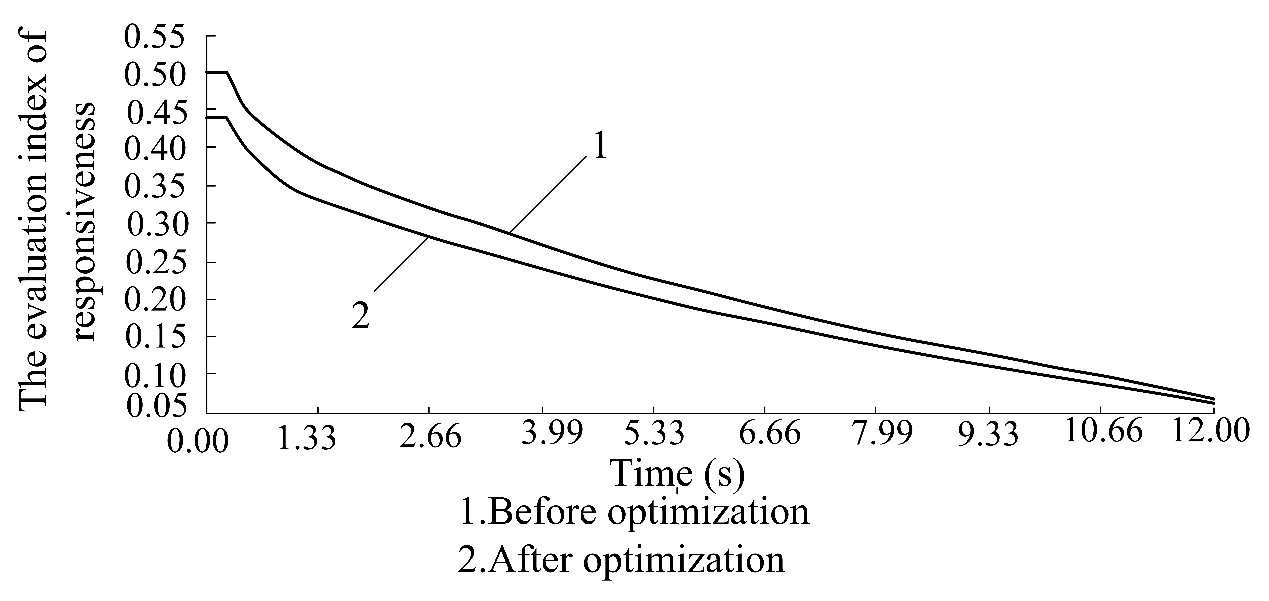 The evaluation index of
responsiveness
0.55
0.50
0.45
0.40
0.35
0.30
0.25
0.20
0.15
0.10
0.05
1
2
0.00 1.33 2.66 3.99 5.33 6.66 7.99 9.33 10.66 12.00
Time (s)
1.Before optimization
2.After optimization